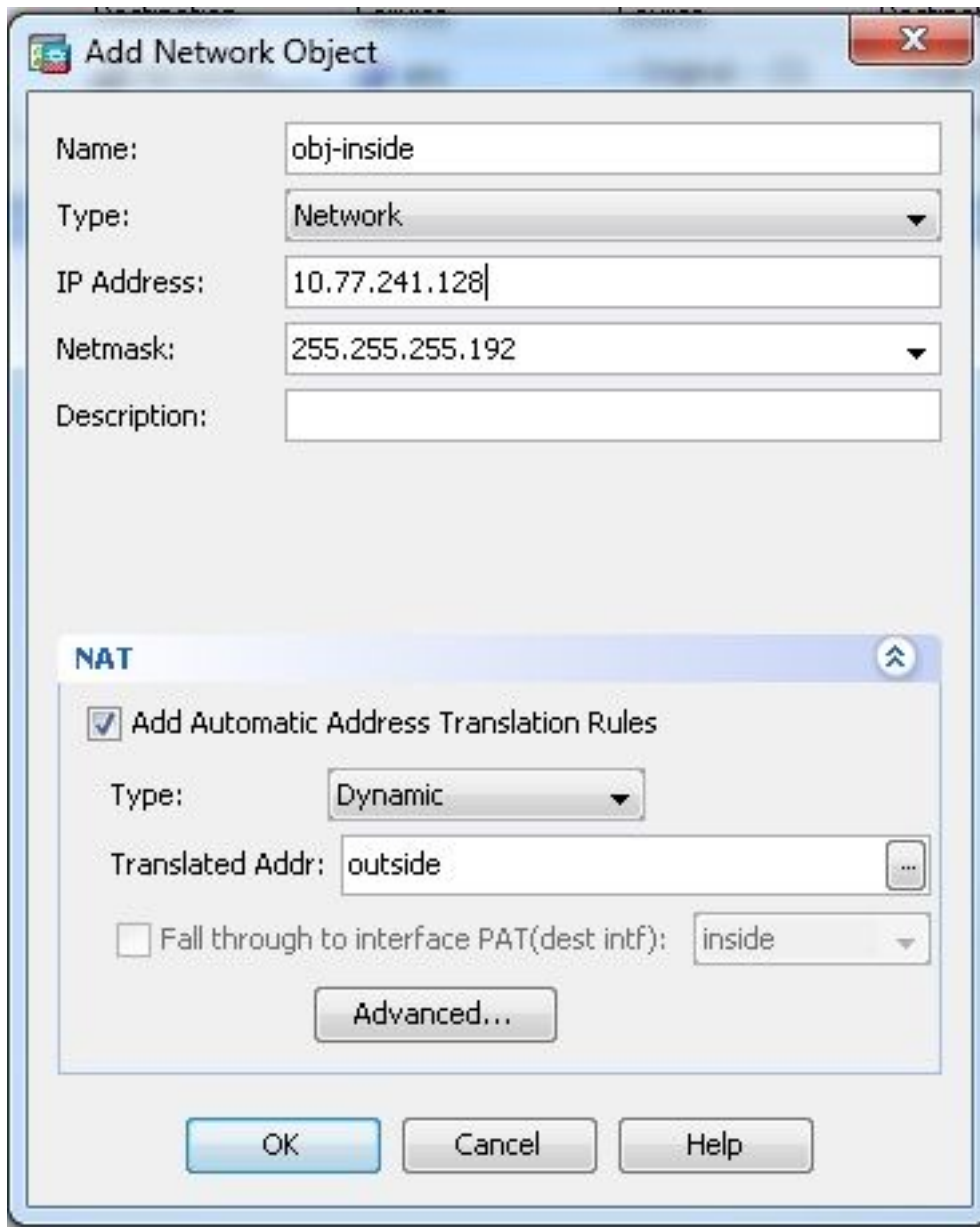 Add Network Object
Name: obj-inside
Type: Network
IP Address: 10.77.241.128
Netmask: 255.255.255.192
Description:
NAT
Add Automatic Address Translation Rules
Type: Dynamic
Translated Addr: outside ...
Fall through to interface PAT(dest intf): inside
Advanced...
OK Cancel Help